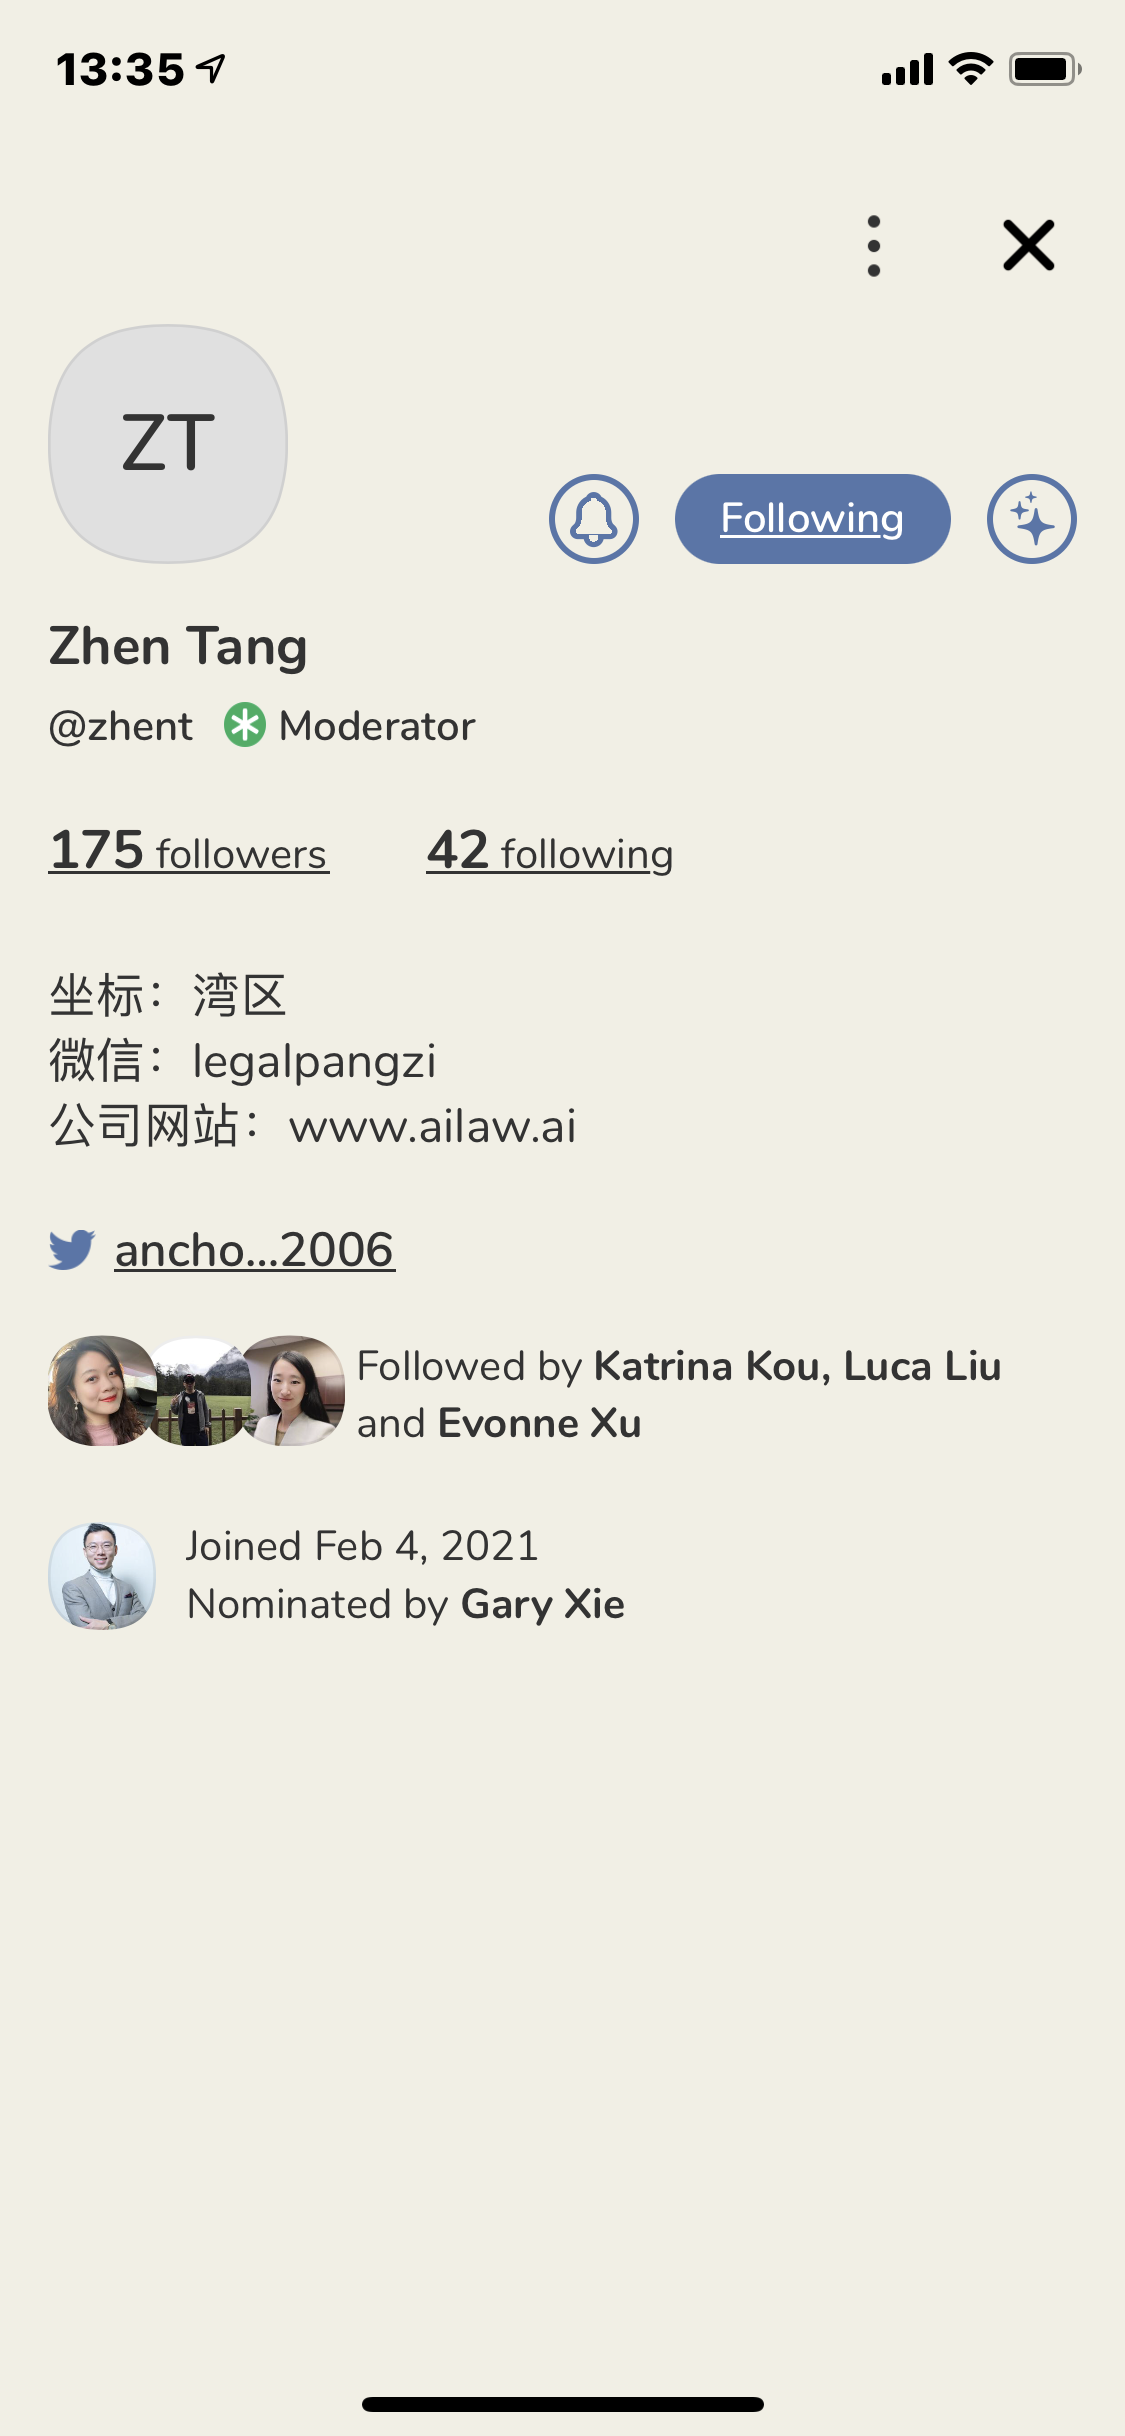 13:35
ZT
Following
Zhen Tang
@zhent Moderator
175 followers 42 following
坐标：湾区
微信：legalpangzi
公司网站：www.ailaw.ai
ancho...2006
Followed by Katrina Kou, Luca Liu
and Evonne Xu
Joined Feb 4, 2021
Nominated by Gary Xie